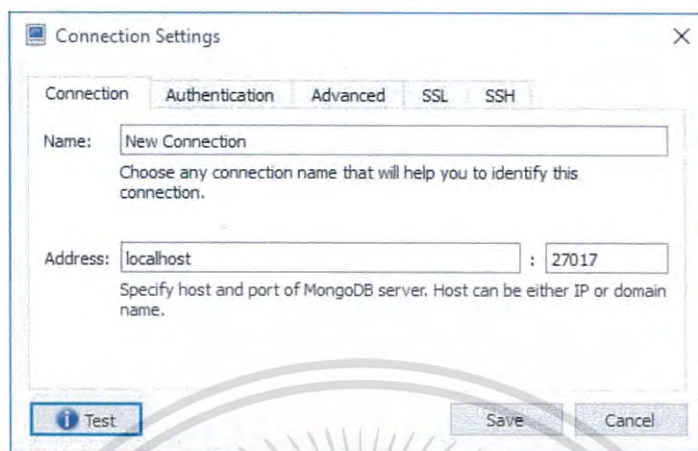 Connection Settings
Connection Authentication Advanced SSL SSH
Name: New Connection
Choose any connection name that will help you to identify this
connection.
Address: localhost : 27017
Specify host and port of MongoDB server. Host can be either IP or domain
name.
Test Save Cancel